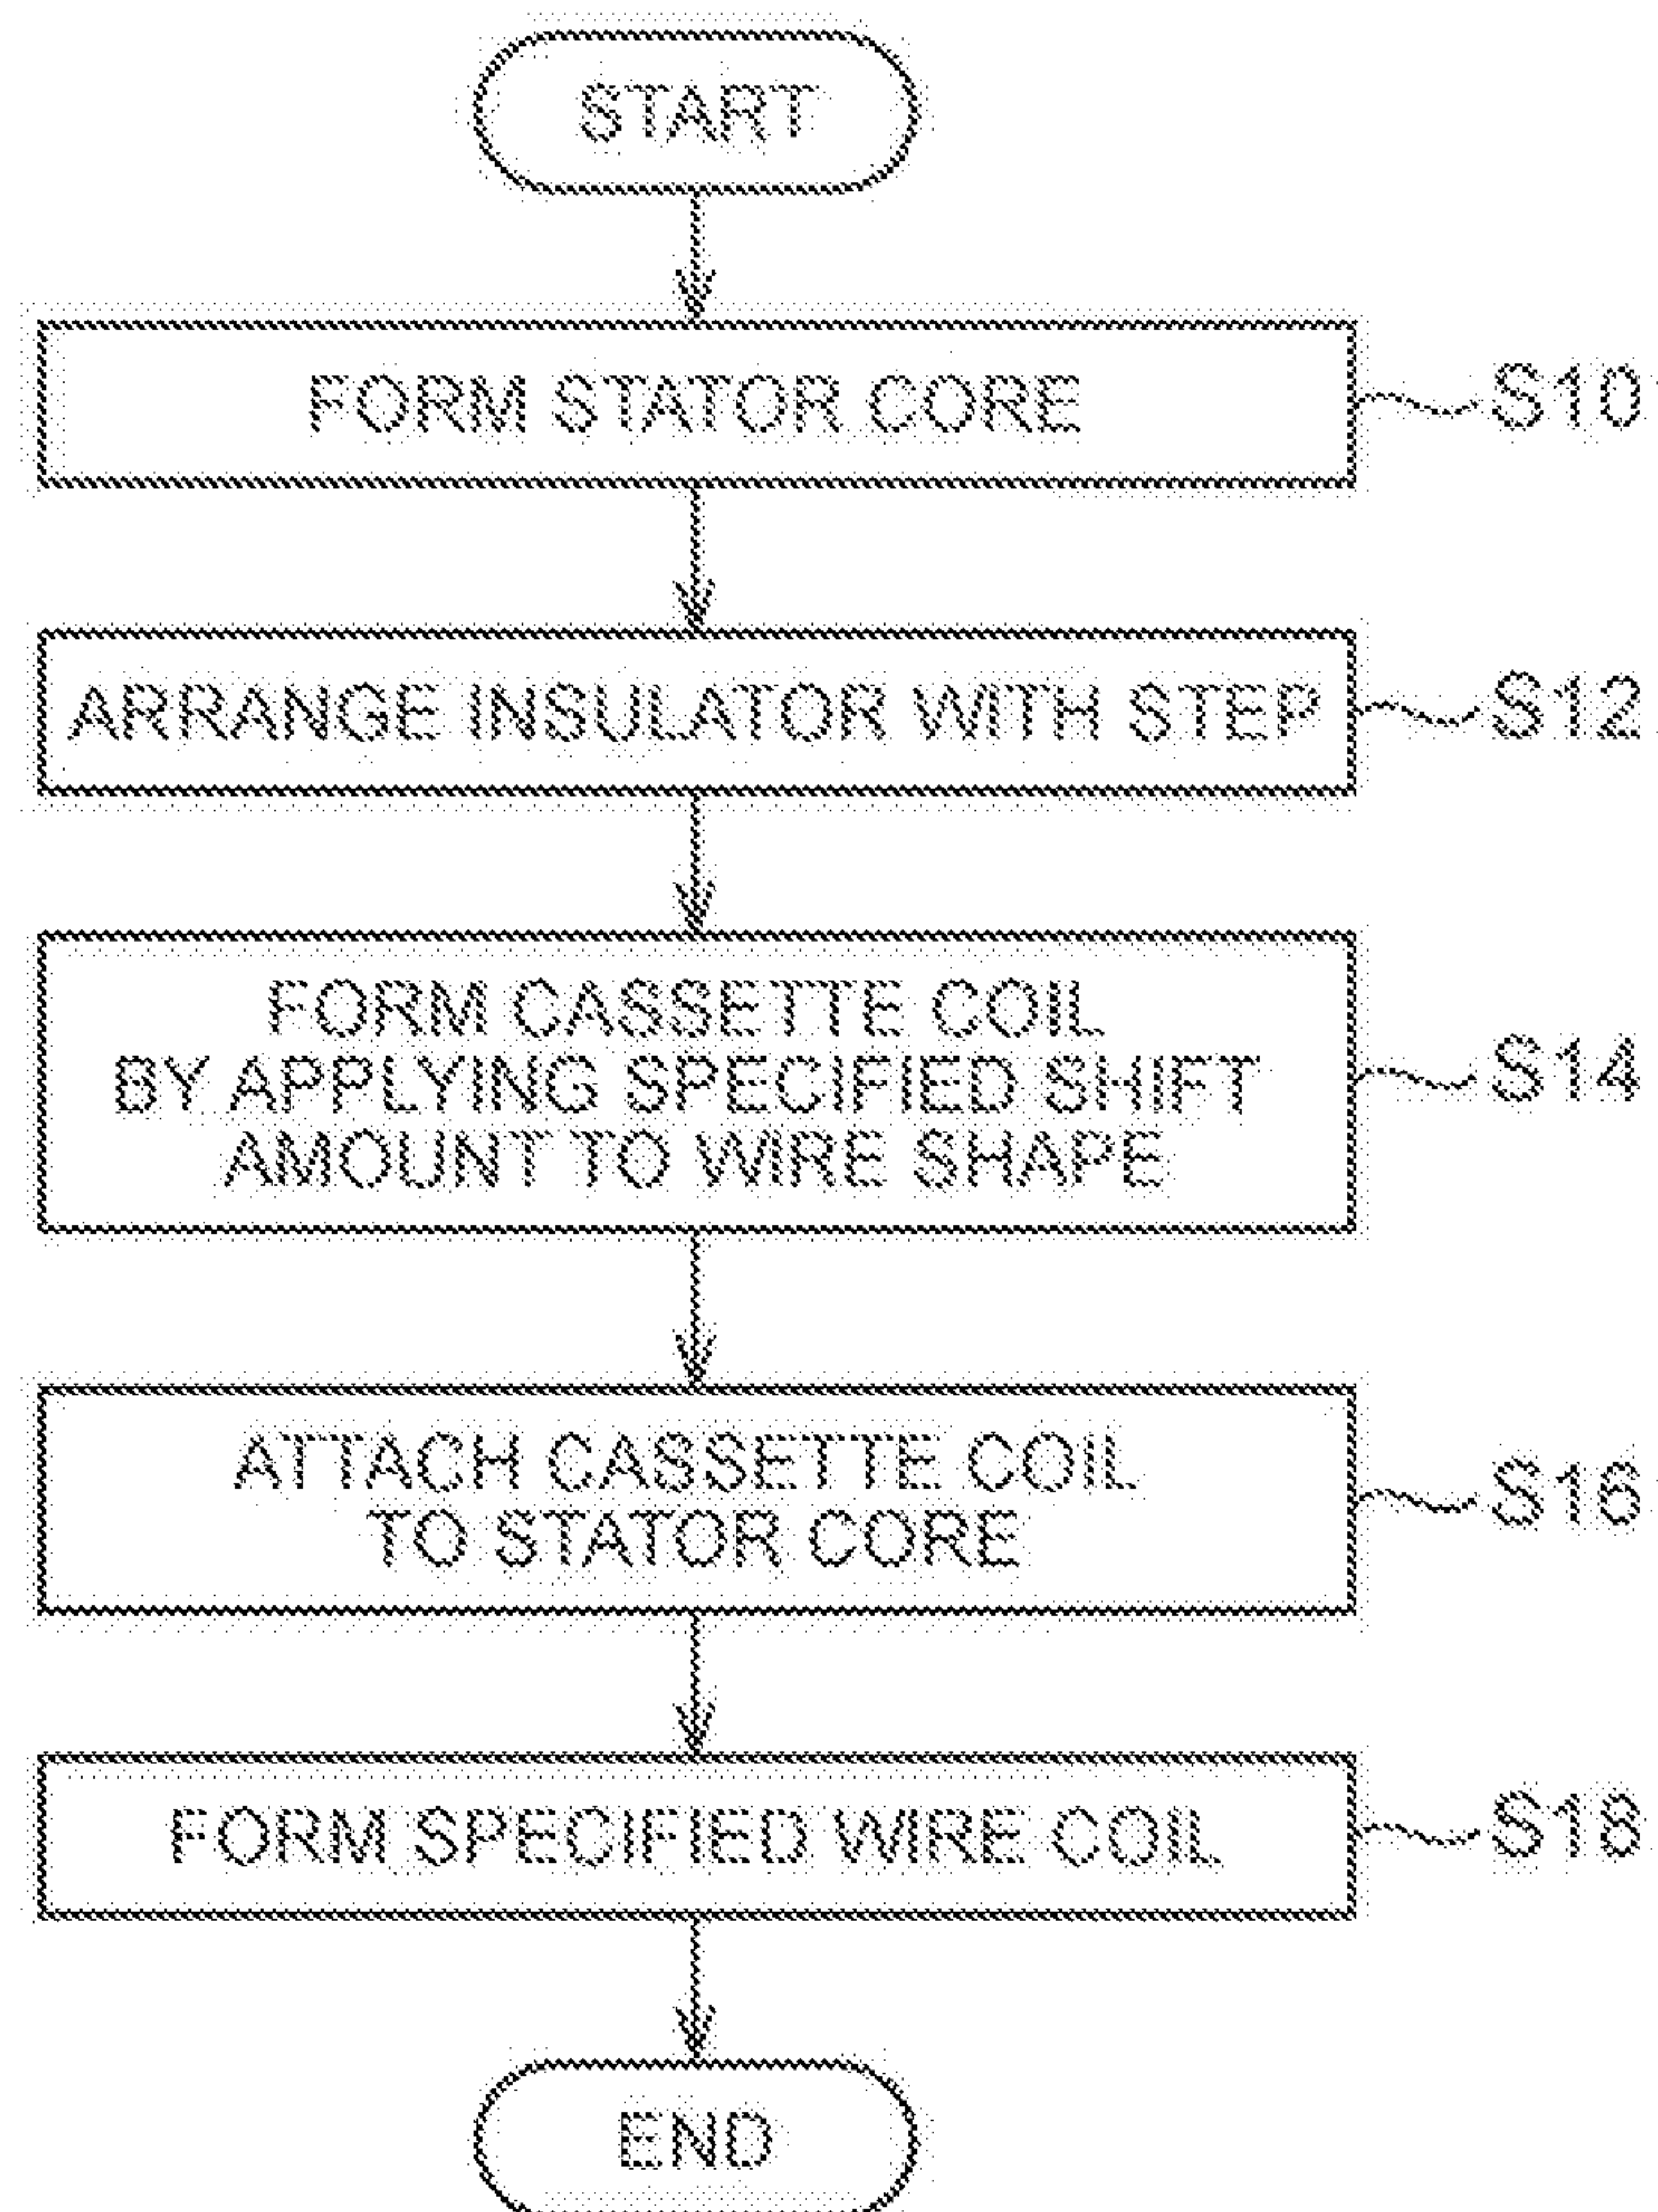 START
FORM STATOR CORE
S10
ARRANGE INSULATOR WITH STEP
S12
FORM CASSETTE COIL
BY APPLYING SPECIFIED SHIFT
AMOUNT TO WIRE SHAPE
S14
ATTACH CASSETTE COIL
TO STATOR CORE
S16
FORM SPECIFIED WIRE COIL
S18
END